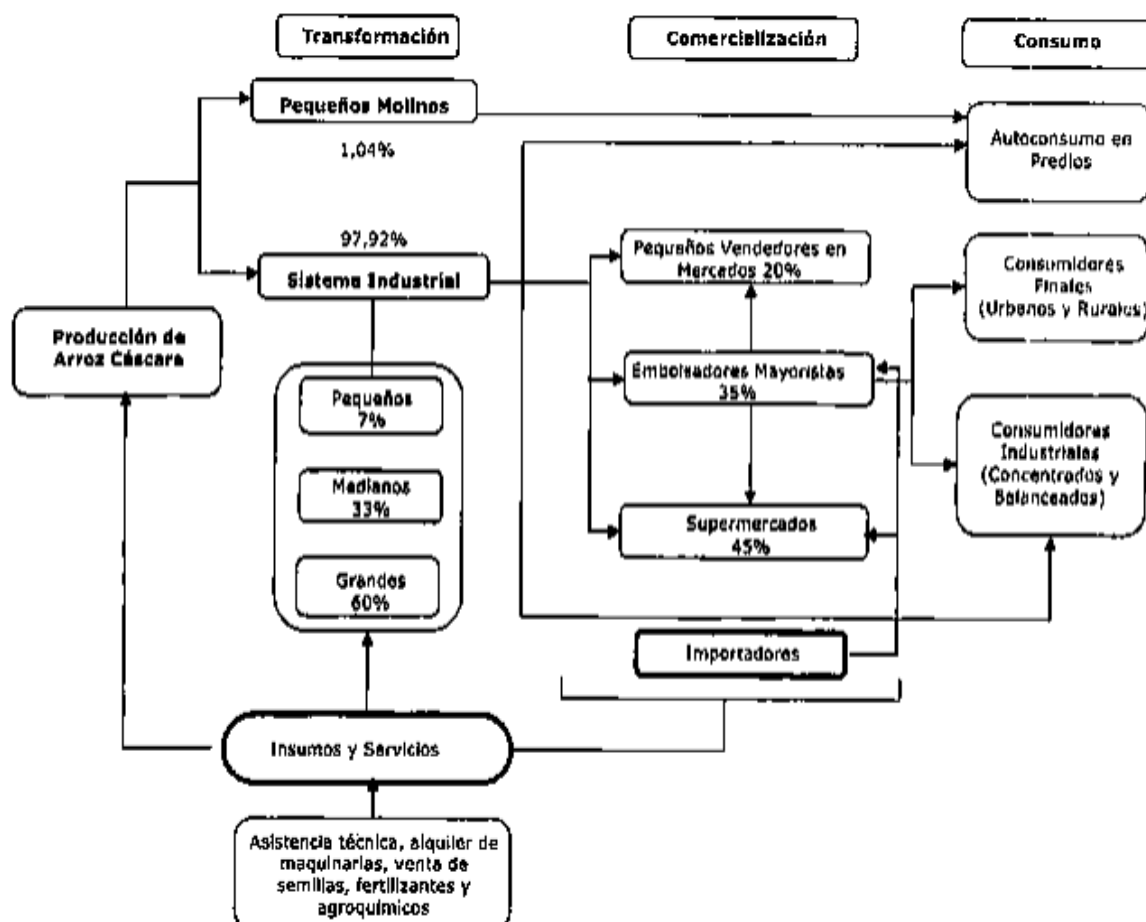 Transformación
Comercialización
Consumo
Pequeños Molinos
1,04%
Autoconsumo en
Predios
97,92%
Sistema Industrial
Pequeños Vendedores en
Mercados 20%
Consumidores
Finales
(Urbanos y Rurales)
Producción de
Arroz Cáscara
Emboisadores Mayoristas
35%
Pequeños
7%
Medianos
33%
Grandes
60%
Consumidores
Industriales
(Concentrados y
Balanceados)
Supermercados
45%
Importadores
Insumos y Servicios
Asistencia técnica, alquiler de
maquinarias, venta de
semillas, fertilizantes y
agroquímicos